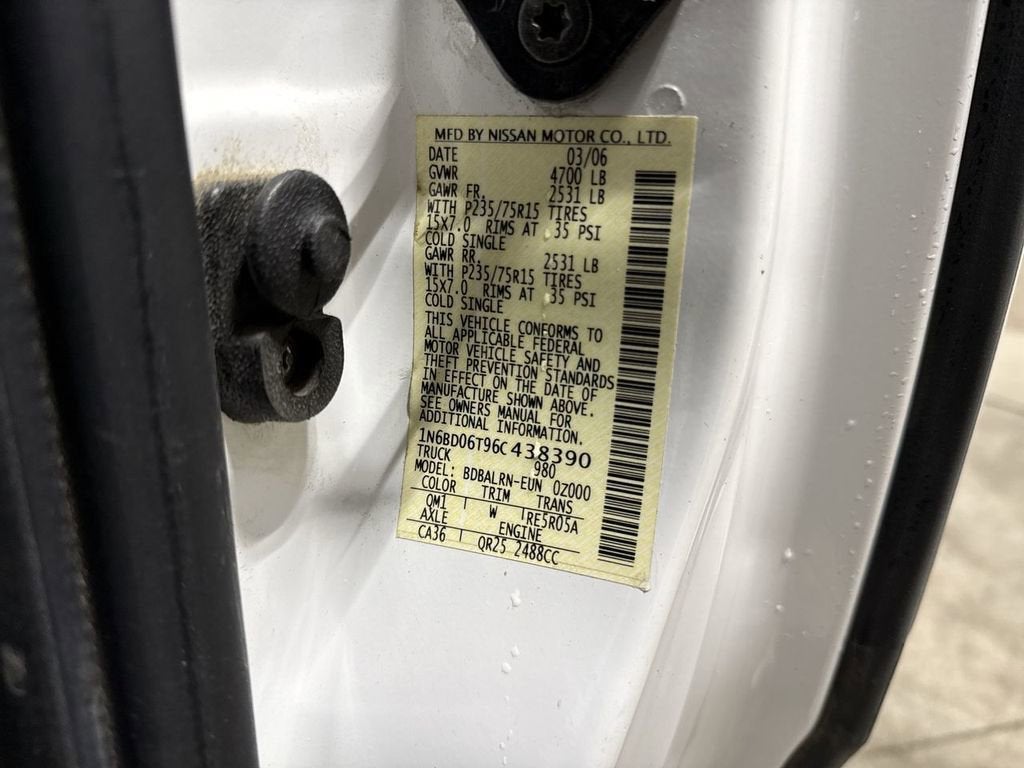 MFD BY NISSAN MOTOR CO., LTD.
DATE 03/06
GVWR 4700 LB
GAWR FR. 2531 LB
WITH P235/75R15 TIRES
15X7.0 RIMS AT 35 PSI
COLD SINGLE
GAWR RR. 2531 LB
WITH P235/75R15 TIRES
15X7.0 RIMS AT 35 PSI
COLD SINGLE
THIS VEHICLE CONFORMS TO
ALL APPLICABLE FEDERAL
MOTOR VEHICLE SAFETY AND
THEFT PREVENTION STANDARDS
IN EFFECT ON THE DATE OF
MANUFACTURE SHOWN ABOVE.
SEE OWNERS MANUAL FOR
ADDITIONAL INFORMATION.
1N6BD06T96C438390
TRUCK 980
MODEL: BDBALRN-EUN 0Z000
COLOR TRIM TRANS
QM1 W RE5R05A
AXLE ENGINE
CA36 QR25 2488CC